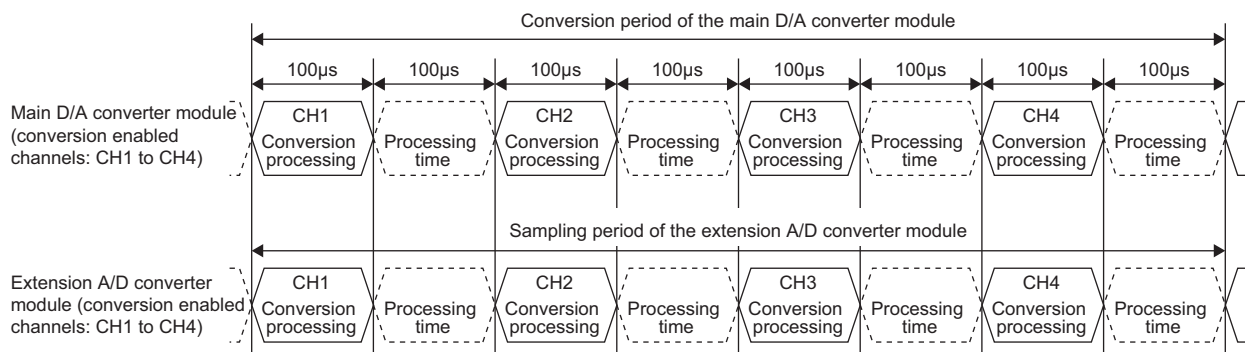 Conversion period of the main D/A converter module
100μs 100μs 100μs 100μs 100μs 100μs 100μs 100μs
Main D/A converter module
(conversion enabled
channels: CH1 to CH4)
CH1
Conversion
processing
Processing
time
CH2
Conversion
processing
Processing
time
CH3
Conversion
processing
Processing
time
CH4
Conversion
processing
Processing
time
Sampling period of the extension A/D converter module
Extension A/D converter
module (conversion enabled
channels: CH1 to CH4)
CH1
Conversion
processing
Processing
time
CH2
Conversion
processing
Processing
time
CH3
Conversion
processing
Processing
time
CH4
Conversion
processing
Processing
time